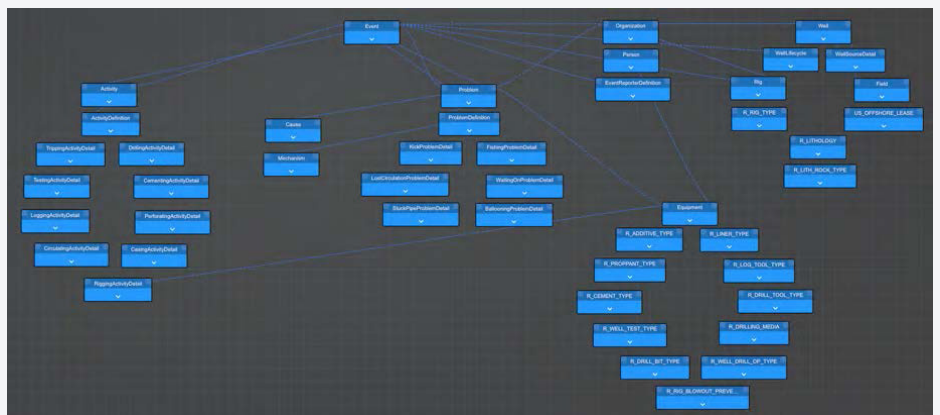 Event
Organization
Well
Person
WellLifecycle
WellSourceDetail
Activity
Problem
EventReporterDefinition
Rig
Field
ActivityDefinition
Cause
ProblemDefinition
R_RIG_TYPE
US_OFFSHORE_LEASE
TrippingActivityDetail
DrillingActivityDetail
Mechanism
KickProblemDetail
FishingProblemDetail
R_LITHOLOGY
R_LITH_ROCK_TYPE
TestingActivityDetail
CementingActivityDetail
LostCirculationProblemDetail
WaitingOnProblemDetail
LoggingActivityDetail
PerforatingActivityDetail
StuckPipeProblemDetail
BallooningProblemDetail
Equipment
CirculatingActivityDetail
CasingActivityDetail
R_ADDITIVE_TYPE
R_LINER_TYPE
RiggingActivityDetail
R_PROPPANT_TYPE
R_LOG_TOOL_TYPE
R_CEMENT_TYPE
R_DRILL_TOOL_TYPE
R_WELL_TEST_TYPE
R_DRILLING_MEDIA
R_DRILL_BIT_TYPE
R_WELL_DRILL_OP_TYPE
R_RIG_BLOWOUT_PREVE...